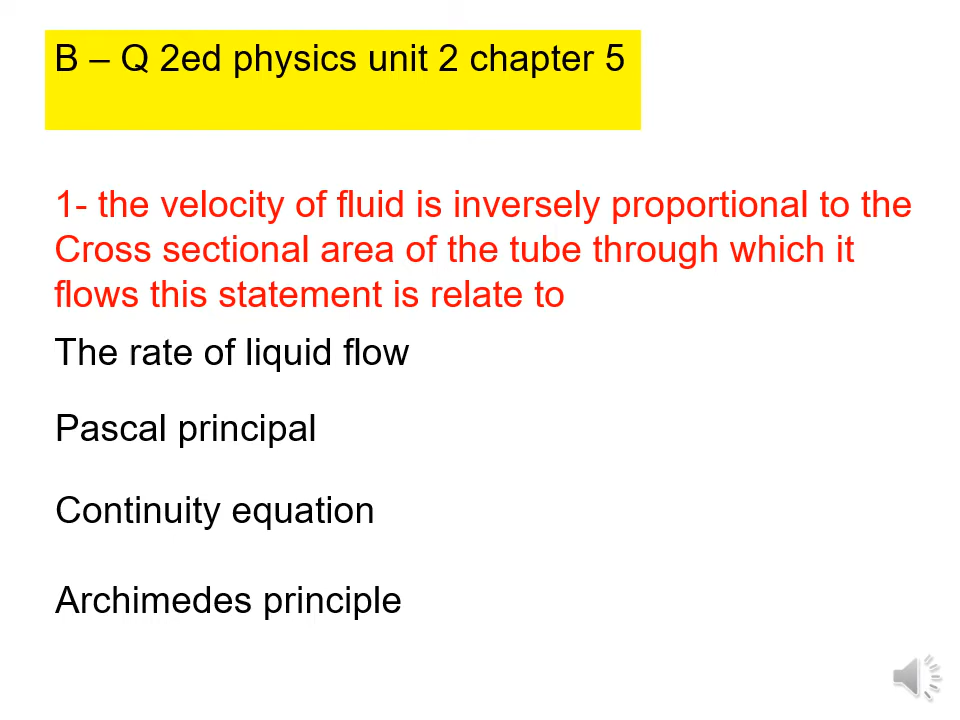 B – Q 2ed physics unit 2 chapter 5
1- the velocity of fluid is inversely proportional to the
Cross sectional area of the tube through which it
flows this statement is relate to
The rate of liquid flow
Pascal principal
Continuity equation
Archimedes principle